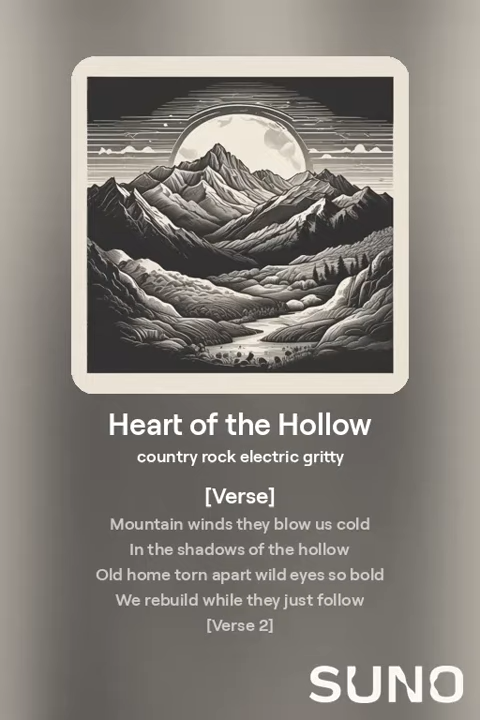 Heart of the Hollow
country rock electric gritty
[Verse]
Mountain winds they blow us cold
In the shadows of the hollow
Old home torn apart wild eyes so bold
We rebuild while they just follow
[Verse 2]
SUNO